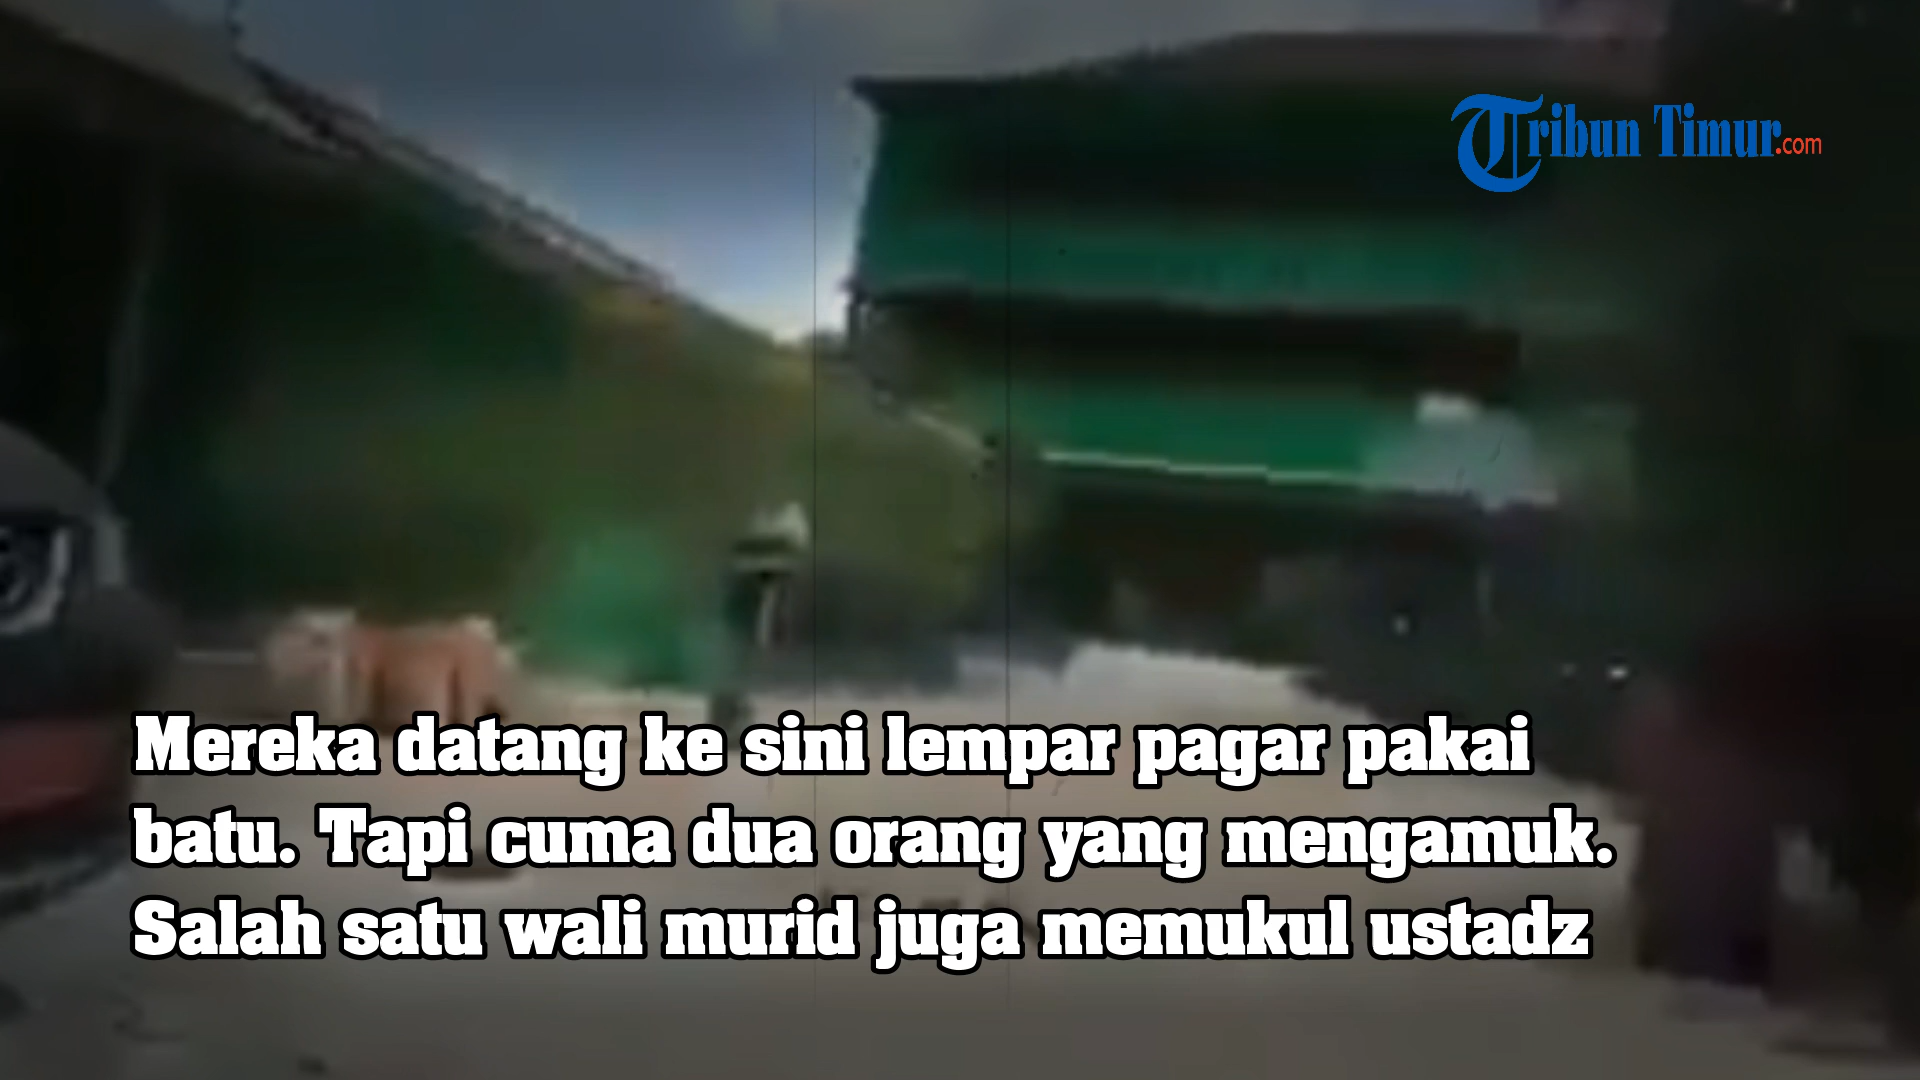 Tribun Timur.com
Mereka datang ke sini lempar pagar pakai
batu. Tapi cuma dua orang yang mengamuk.
Salah satu wali murid juga memukul ustadz